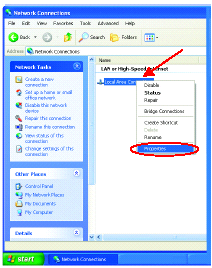 Network Connections
File Edit View Favorites Tools Advanced Help
Back Search Folders
Address Network Connections
Network Tasks
Create a new connection
Set up a home or small office network
Disable this network device
Repair this connection
Rename this connection
View status of this connection
Change settings of this connection
Other Places
Control Panel
My Network Places
My Documents
My Computer
Details
Name
LAN or High-Speed Internet
Local Area Con
Disable
Status
Repair
Bridge Connections
Create Shortcut
Delete
Rename
Properties
start Network Connections